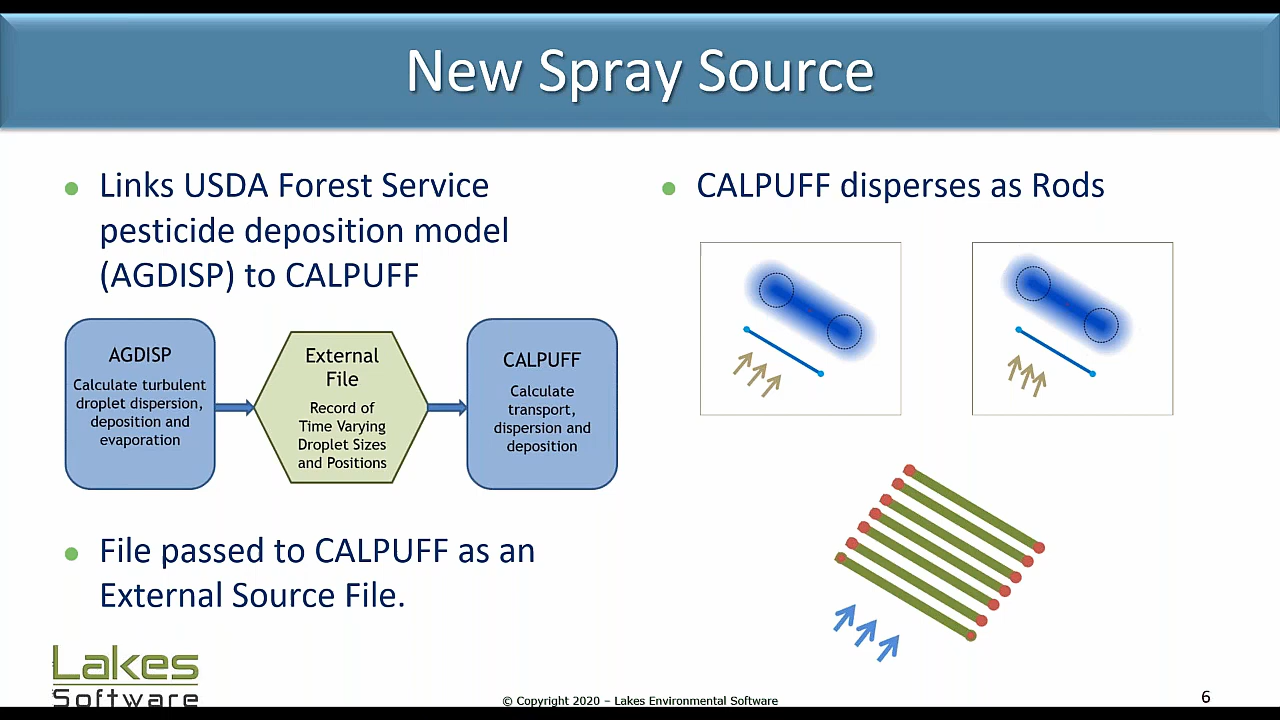 New Spray Source
Links USDA Forest Service
pesticide deposition model
(AGDISP) to CALPUFF
AGDISP
Calculate turbulent
droplet dispersion,
deposition and
evaporation
External
File
Record of
Time Varying
Droplet Sizes
and Positions
CALPUFF
Calculate
transport,
dispersion and
deposition
File passed to CALPUFF as an
External Source File.
CALPUFF disperses as Rods
Lakes
Software
© Copyright 2020 – Lakes Environmental Software
6